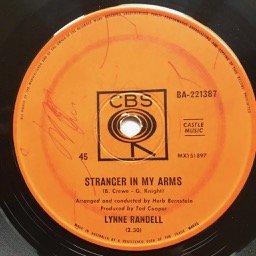 CBS
BA-221387
CASTLE
MUSIC
45
MX151897
STRANGER IN MY ARMS
(B. Crewe - G. Knight)
Arranged and conducted by Herb Bernstein
Produced by Ted Cooper
LYNNE RANDELL
(2.30)